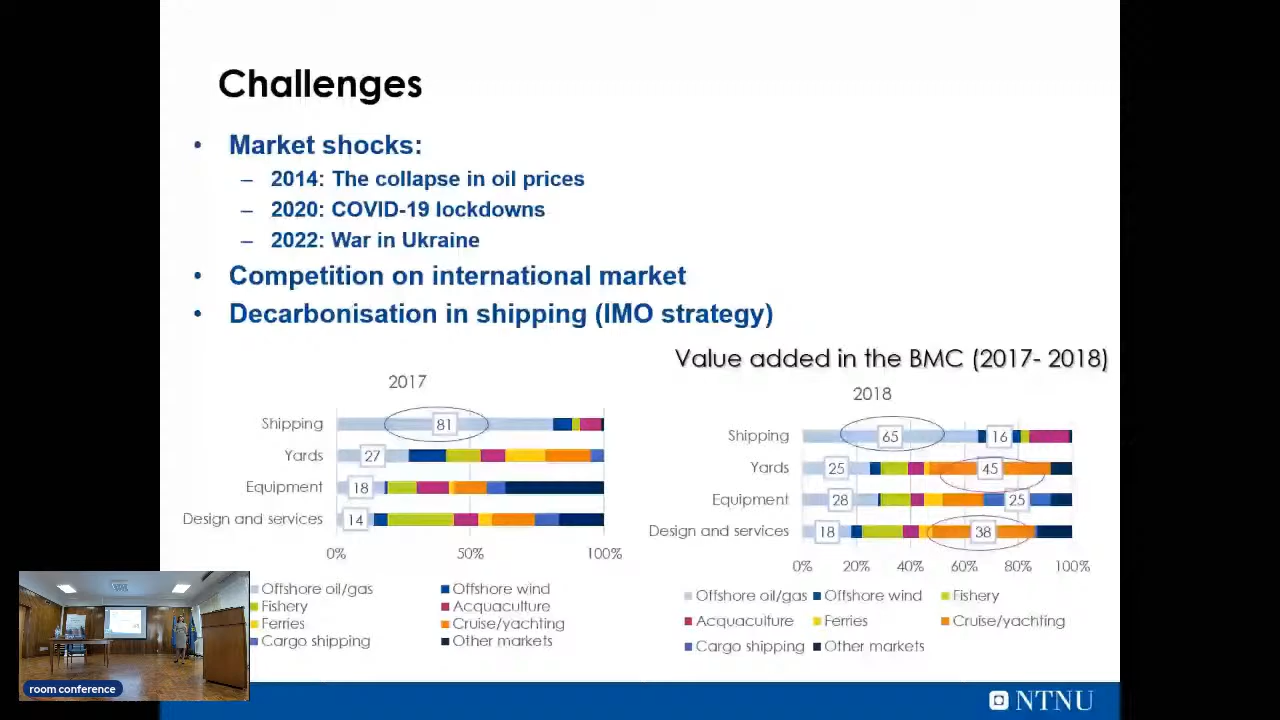 Challenges
• Market shocks:
– 2014: The collapse in oil prices
– 2020: COVID-19 lockdowns
– 2022: War in Ukraine
• Competition on international market
• Decarbonisation in shipping (IMO strategy)
Value added in the BMC (2017- 2018)
2017
Shipping 81
Yards 27
Equipment 18
Design and services 14
0% 50% 100%
Offshore oil/gas Offshore wind
Fishery Acquaculture
Ferries Cruise/yachting
Cargo shipping Other markets
2018
Shipping 65 16
Yards 25 45
Equipment 28 25
Design and services 18 38
0% 20% 40% 60% 80% 100%
Offshore oil/gas Offshore wind Fishery
Acquaculture Ferries Cruise/yachting
Cargo shipping Other markets
room conference
NTNU